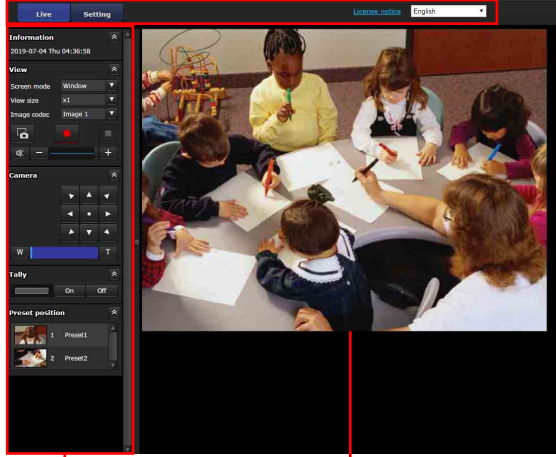 Live Setting License notice English
Information
2019-07-04 Thu 04:36:58
View
Screen mode Window
View size x1
Image codec Image 1
Camera
W T
Tally
On Off
Preset position
1 Preset1
2 Preset2